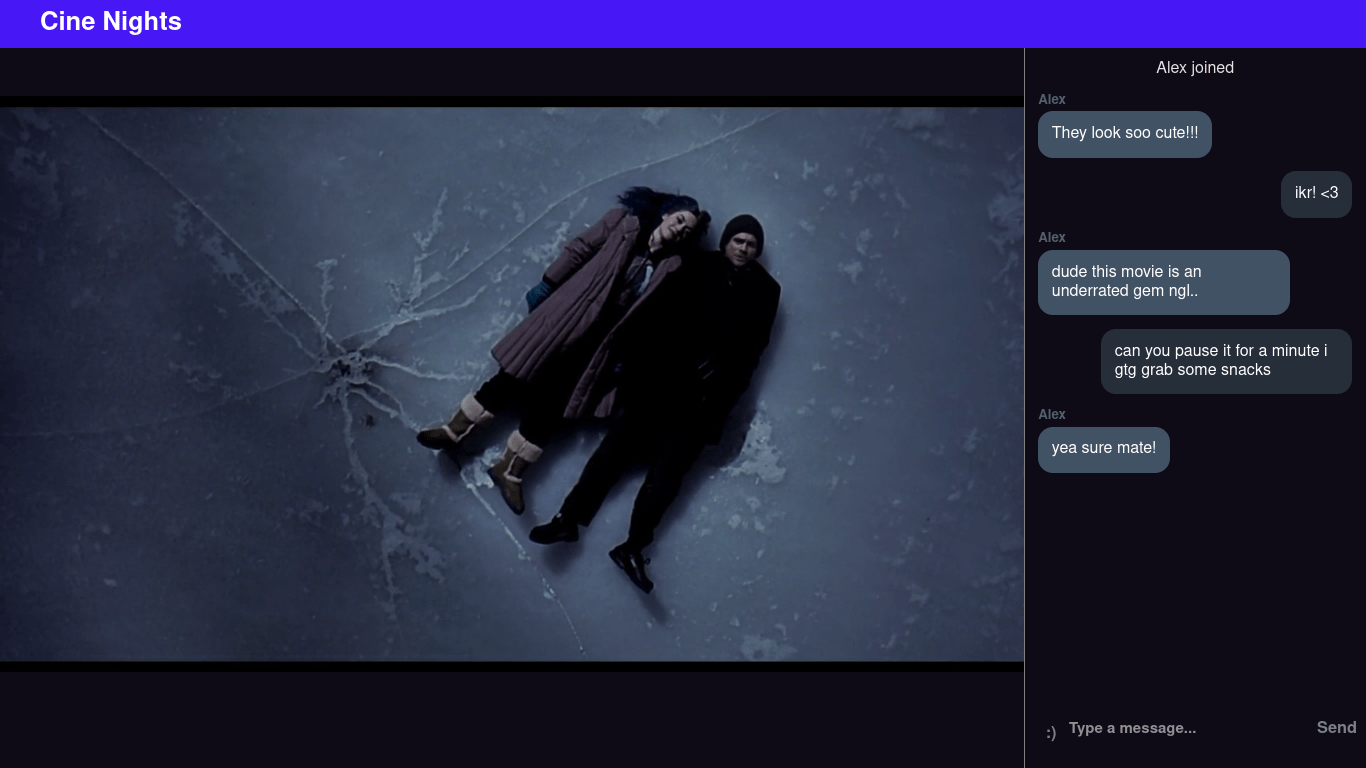 Cine Nights
Alex joined
Alex
They look soo cute!!!
ikr! <3
Alex
dude this movie is an
underrated gem ngl..
can you pause it for a minute i
gtg grab some snacks
Alex
yea sure mate!
:) Type a message... Send